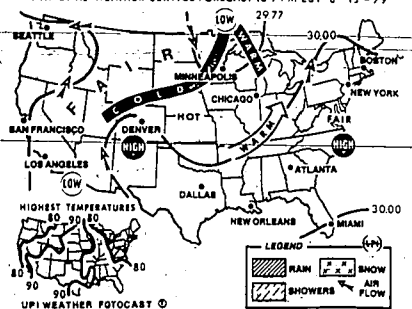 LOW
29.77
30.00
SEATTLE
BOSTON
MINNEAPOLIS
WARM
FAIR
COLD
CHICAGO
NEW YORK
HOT
FAIR
SAN FRANCISCO
DENVER
WARM
HIGH
HIGH
LOS ANGELES
LOW
ATLANTA
DALLAS
HIGHEST TEMPERATURES
80
90
80
NEW ORLEANS
MIAMI
30.00
80
90
80
90
LEGEND
RAIN
SNOW
SHOWERS
AIR
FLOW
UPI WEATHER FOTOCAST